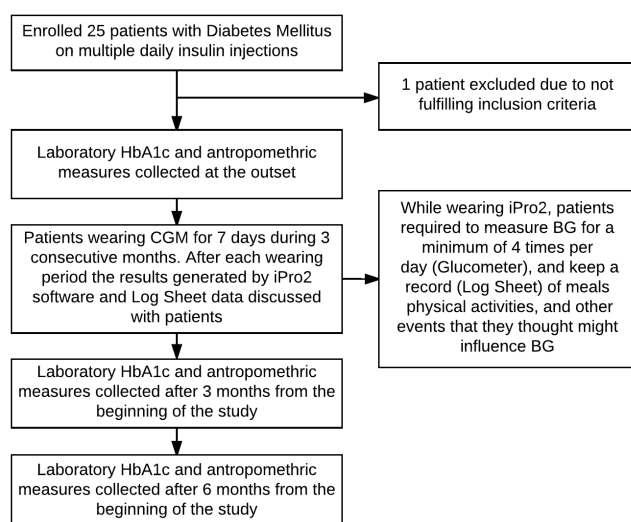 Enrolled 25 patients with Diabetes Mellitus
on multiple daily insulin injections
1 patient excluded due to not
fulfilling inclusion criteria
Laboratory HbA1c and antropomethric
measures collected at the outset
Patients wearing CGM for 7 days during 3
consecutive months. After each wearing
period the results generated by iPro2
software and Log Sheet data discussed
with patients
While wearing iPro2, patients
required to measure BG for a
minimum of 4 times per
day (Glucometer), and keep a
record (Log Sheet) of meals
physical activities, and other
events that they thought might
influence BG
Laboratory HbA1c and antropomethric
measures collected after 3 months from the
beginning of the study
Laboratory HbA1c and antropomethric
measures collected after 6 months from the
beginning of the study